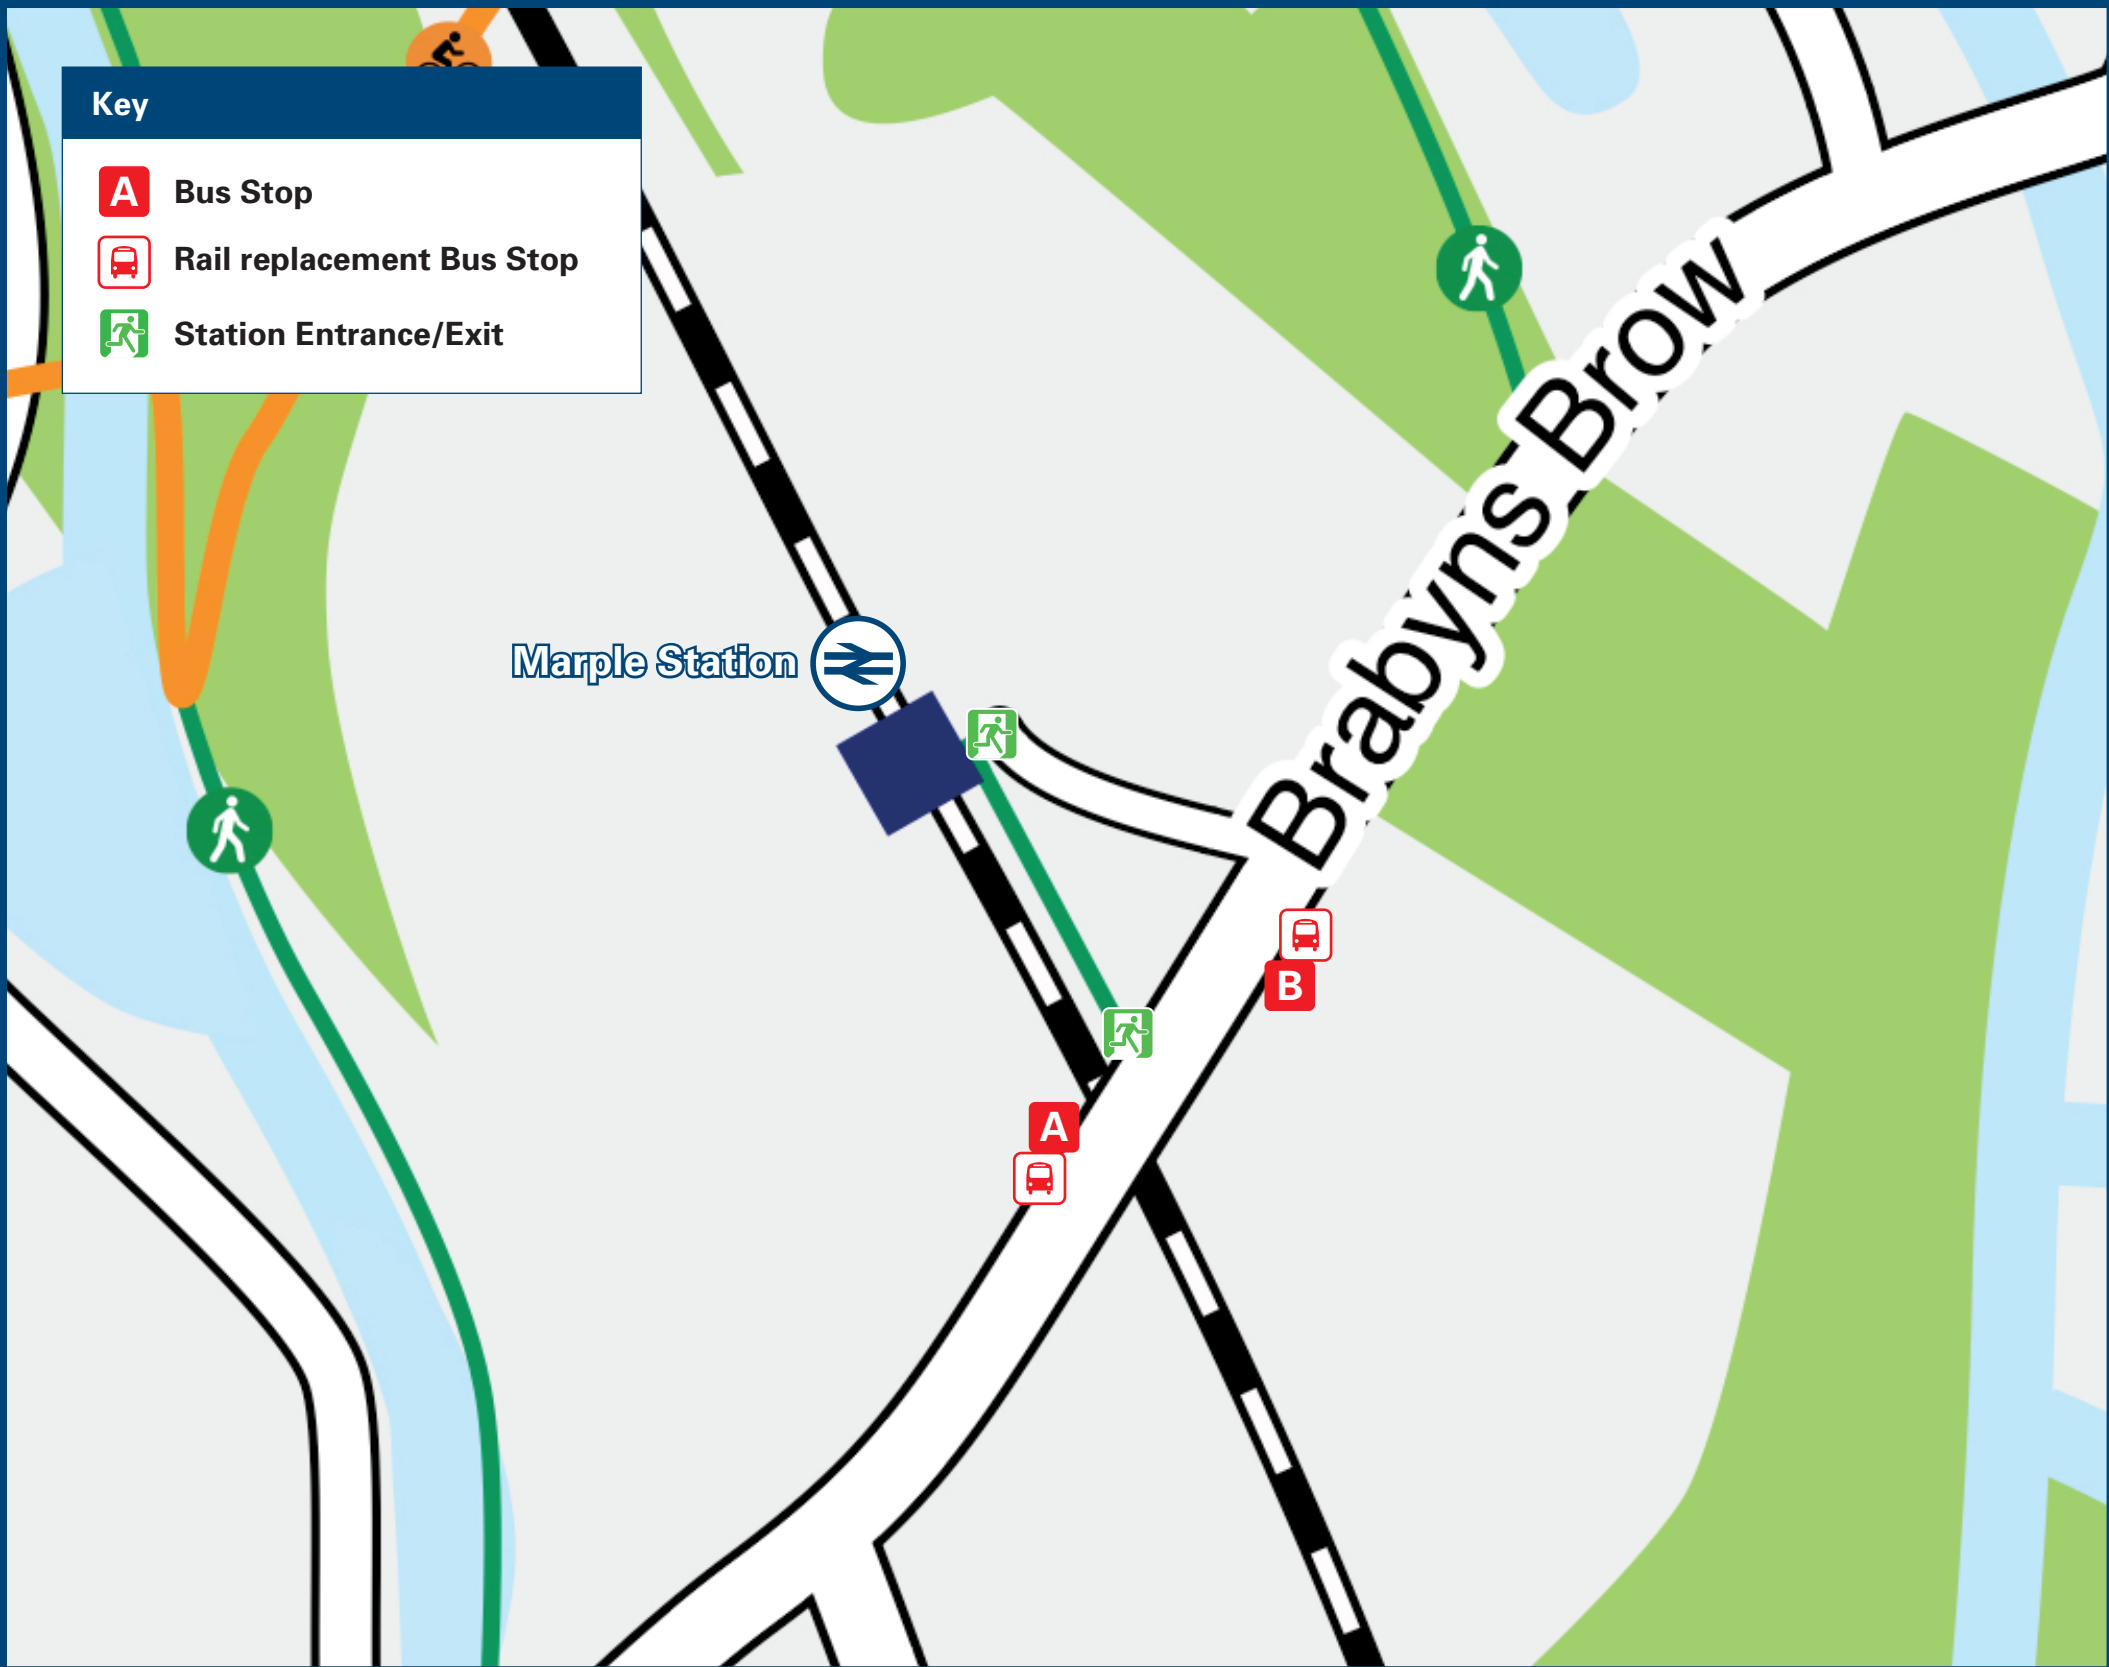 Key
A Bus Stop
Rail replacement Bus Stop
Station Entrance/Exit
Marple Station
Brabyns Brow
B
A